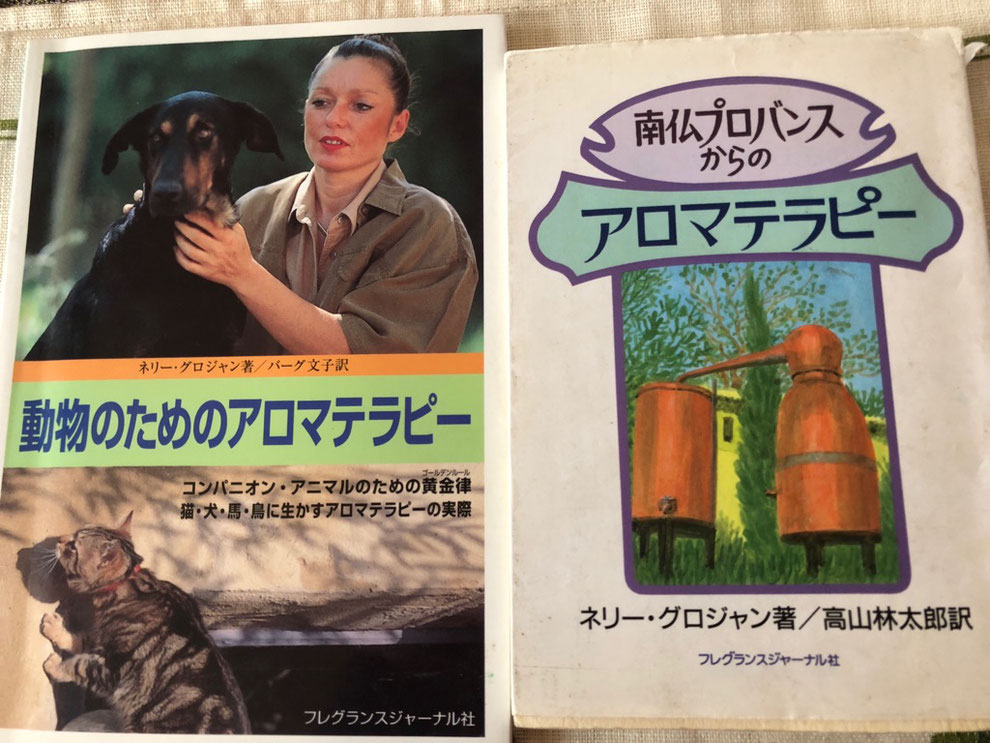 ネリー・グロジャン著／バーグ文子訳
動物のためのアロマテラピー
ゴールデンルール
コンパニオン・アニマルのための黄金律
猫・犬・馬・鳥に生かすアロマテラピーの実際
フレグランスジャーナル社
南仏プロバンス
からの
アロマテラピー
ネリー・グロジャン著／高山林太郎訳
フレグランスジャーナル社